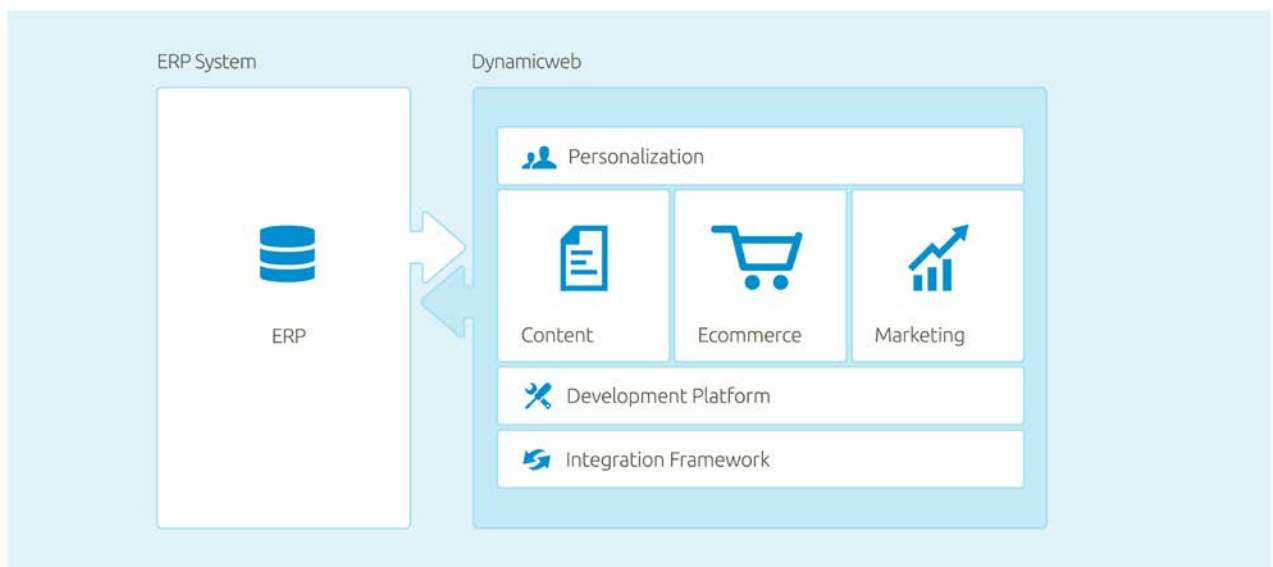 ERP System
Dynamicweb
Personalization
ERP
Content
Ecommerce
Marketing
Development Platform
Integration Framework